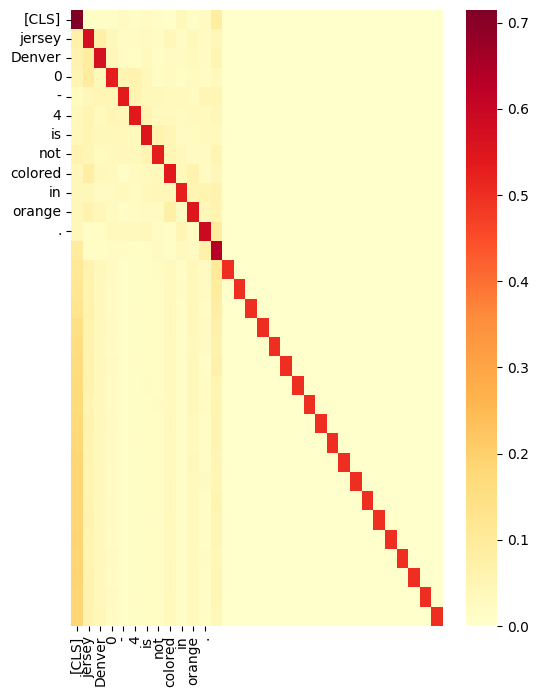 [CLS]
jersey
Denver
0
-
4
is
not
colored
in
orange
.
0.7
0.6
0.5
0.4
0.3
0.2
0.1
0.0
[CLS]
jersey
Denver
0
-
4
is
not
colored
in
orange
.